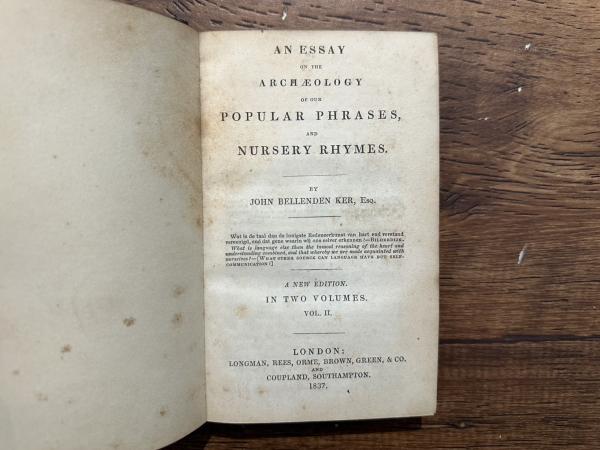 AN ESSAY
ON THE
ARCHÆOLOGY
OF OUR
POPULAR PHRASES,
AND
NURSERY RHYMES.
BY
JOHN BELLENDEN KER, Esq.
Wat is de taal dan de innigste Redeneerkunst van hart end verstand
vereenigd, end dat gene waarin wij ons selver erkennen?—BILDERDIJK.
What is language else than the inmost reasoning of the heart and
understanding combined, and that whereby we are made acquainted with
ourselves?—[WHAT OTHER SOURCE CAN LANGUAGE HAVE BUT SELF-
COMMUNICATION?]
A NEW EDITION.
IN TWO VOLUMES.
VOL. II.
LONDON:
LONGMAN, REES, ORME, BROWN, GREEN, & CO.
AND
COUPLAND, SOUTHAMPTON.
1837.